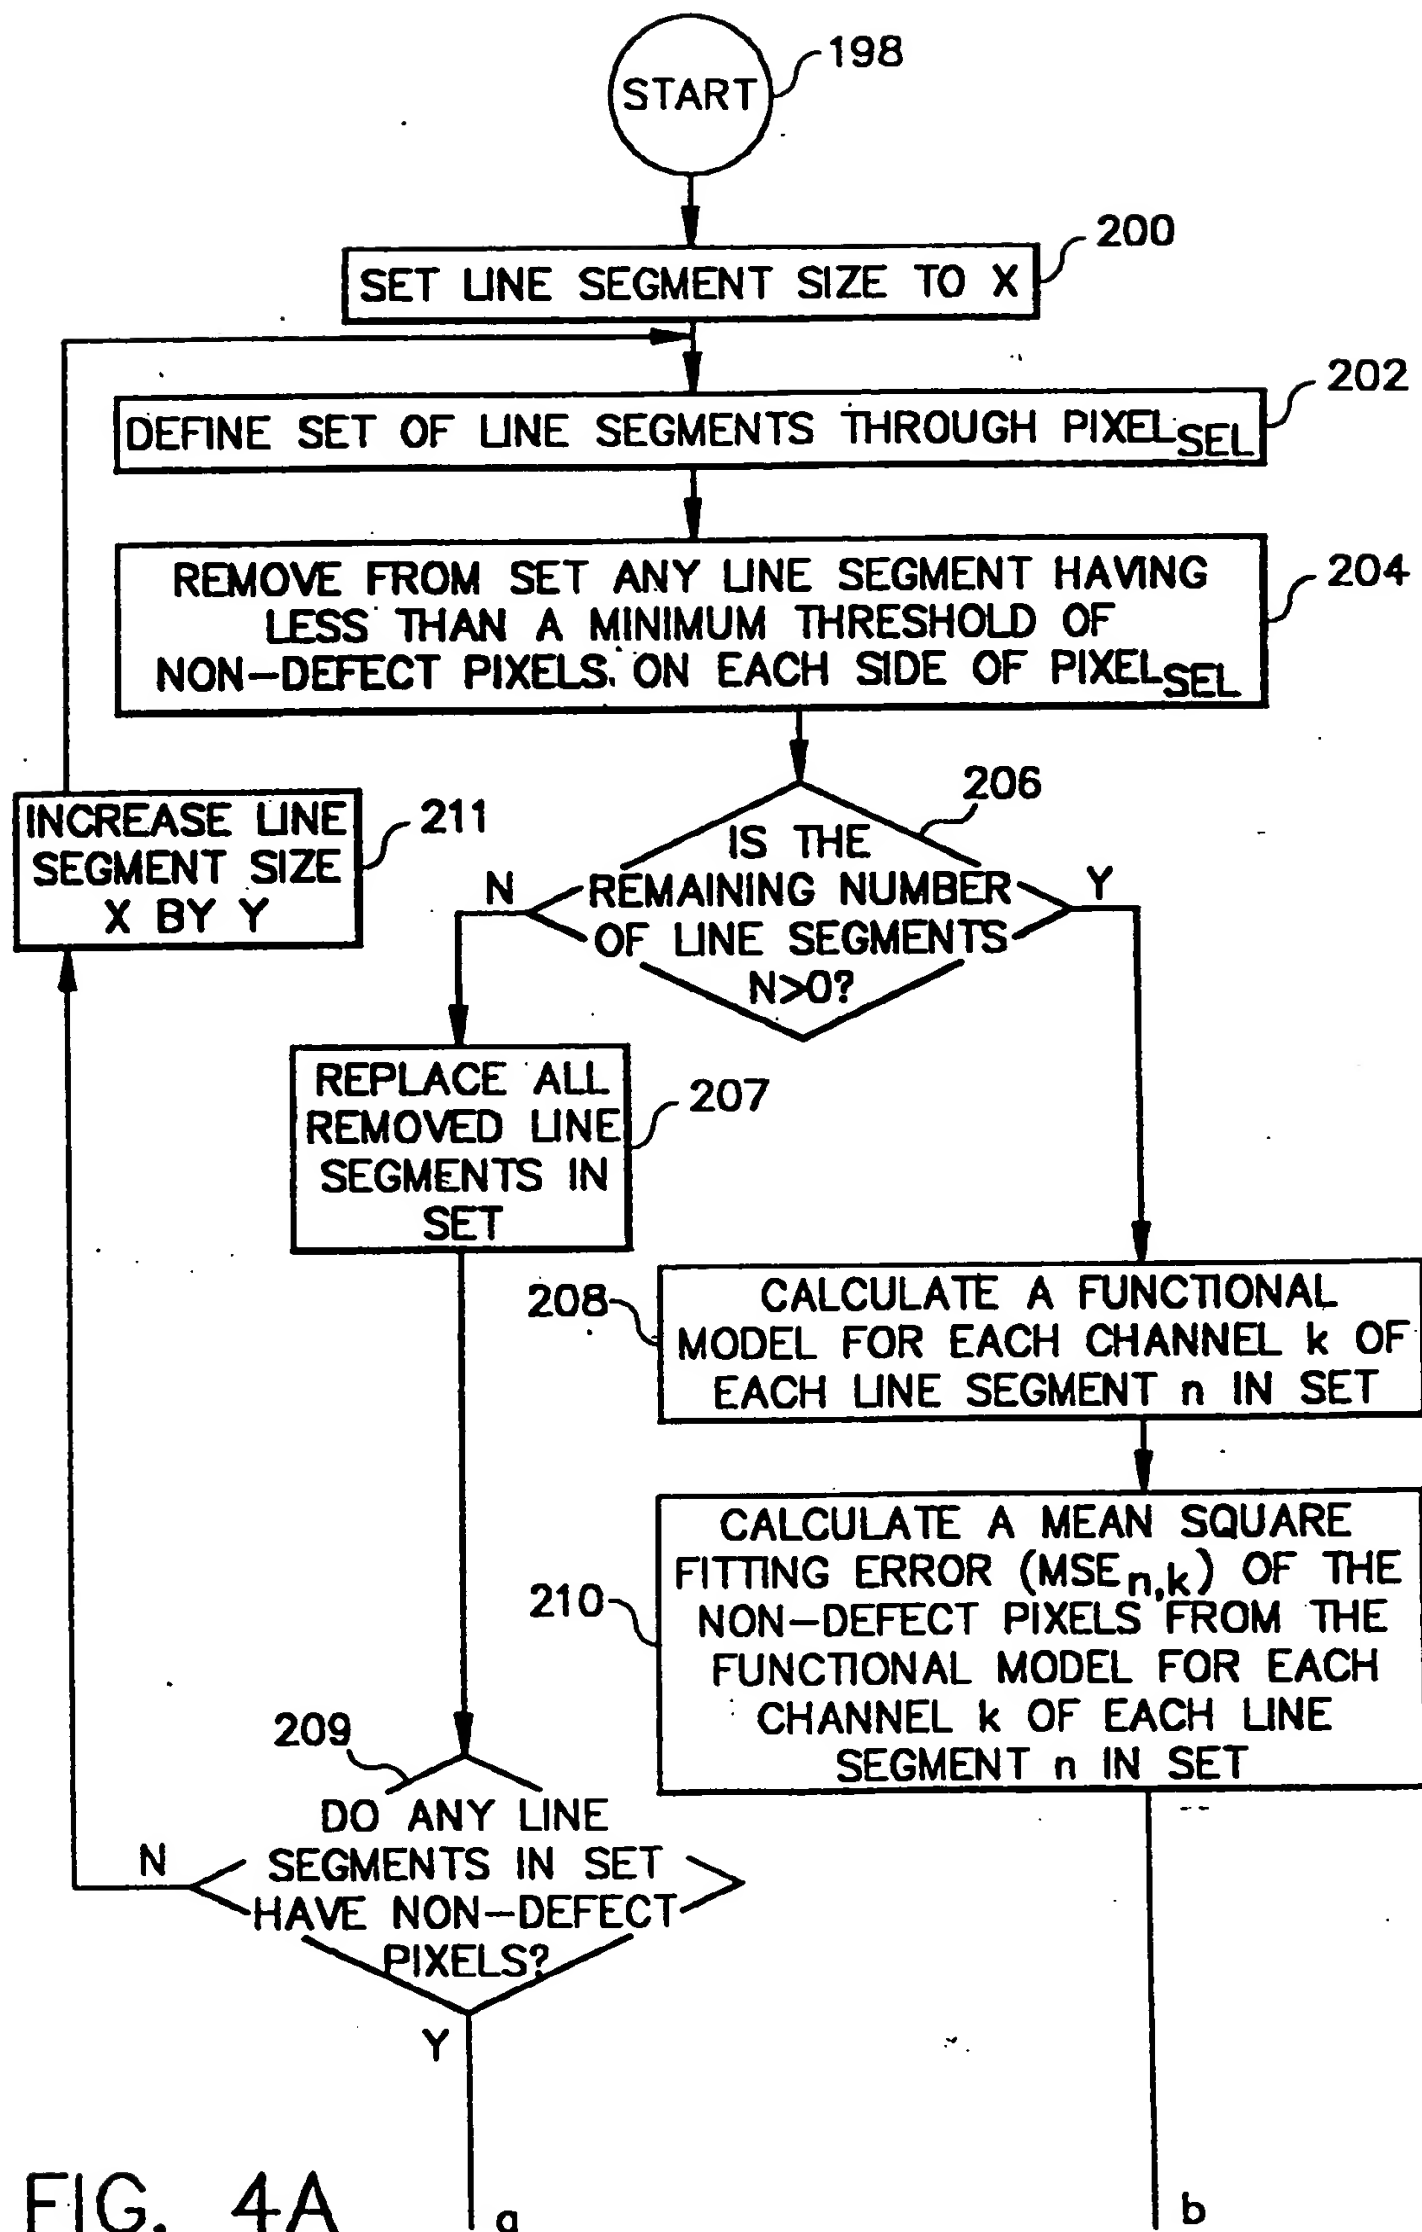 START
198
SET LINE SEGMENT SIZE TO X
200
DEFINE SET OF LINE SEGMENTS THROUGH PIXELSEL
202
REMOVE FROM SET ANY LINE SEGMENT HAVING
LESS THAN A MINIMUM THRESHOLD OF
NON-DEFECT PIXELS ON EACH SIDE OF PIXELSEL
204
INCREASE LINE
SEGMENT SIZE
X BY Y
211
206
IS THE
REMAINING NUMBER
OF LINE SEGMENTS
N>0?
N
Y
REPLACE ALL
REMOVED LINE
SEGMENTS IN
SET
207
208
CALCULATE A FUNCTIONAL
MODEL FOR EACH CHANNEL k OF
EACH LINE SEGMENT n IN SET
210
CALCULATE A MEAN SQUARE
FITTING ERROR (MSEn,k) OF THE
NON-DEFECT PIXELS FROM THE
FUNCTIONAL MODEL FOR EACH
CHANNEL k OF EACH LINE
SEGMENT n IN SET
209
DO ANY LINE
SEGMENTS IN SET
HAVE NON-DEFECT
PIXELS?
N
Y
a
b
FIG. 4A